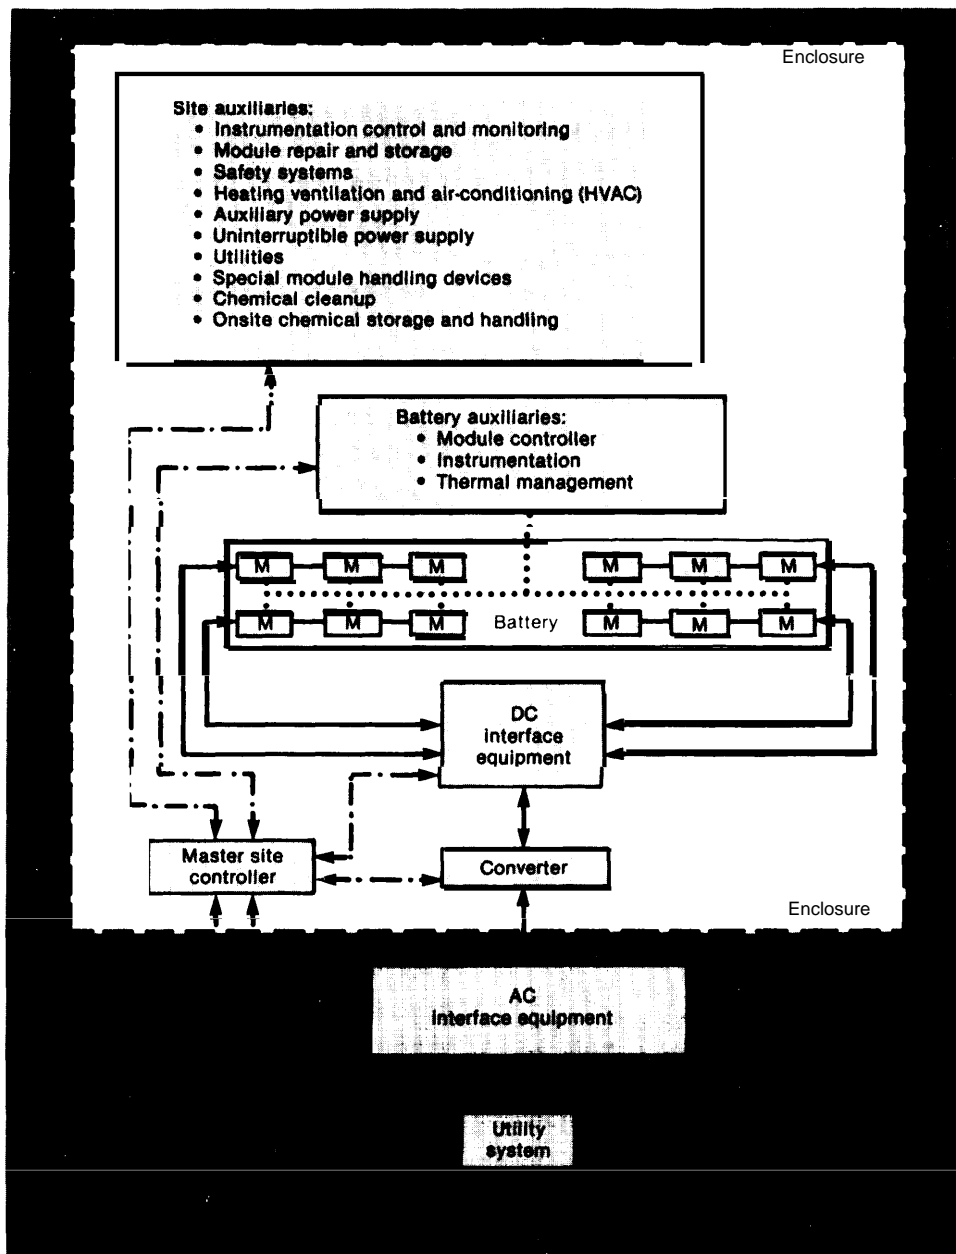 Enclosure
Site auxiliaries:
• Instrumentation control and monitoring
• Module repair and storage
• Safety systems
• Heating ventilation and air-conditioning (HVAC)
• Auxiliary power supply
• Uninterruptible power supply
• Utilities
• Special module handling devices
• Chemical cleanup
• Onsite chemical storage and handling
Battery auxiliaries:
• Module controller
• Instrumentation
• Thermal management
M M M M M M
M M M Battery M M M
DC
interface
equipment
Master site
controller
Converter
Enclosure
AC
interface equipment
Utility
system